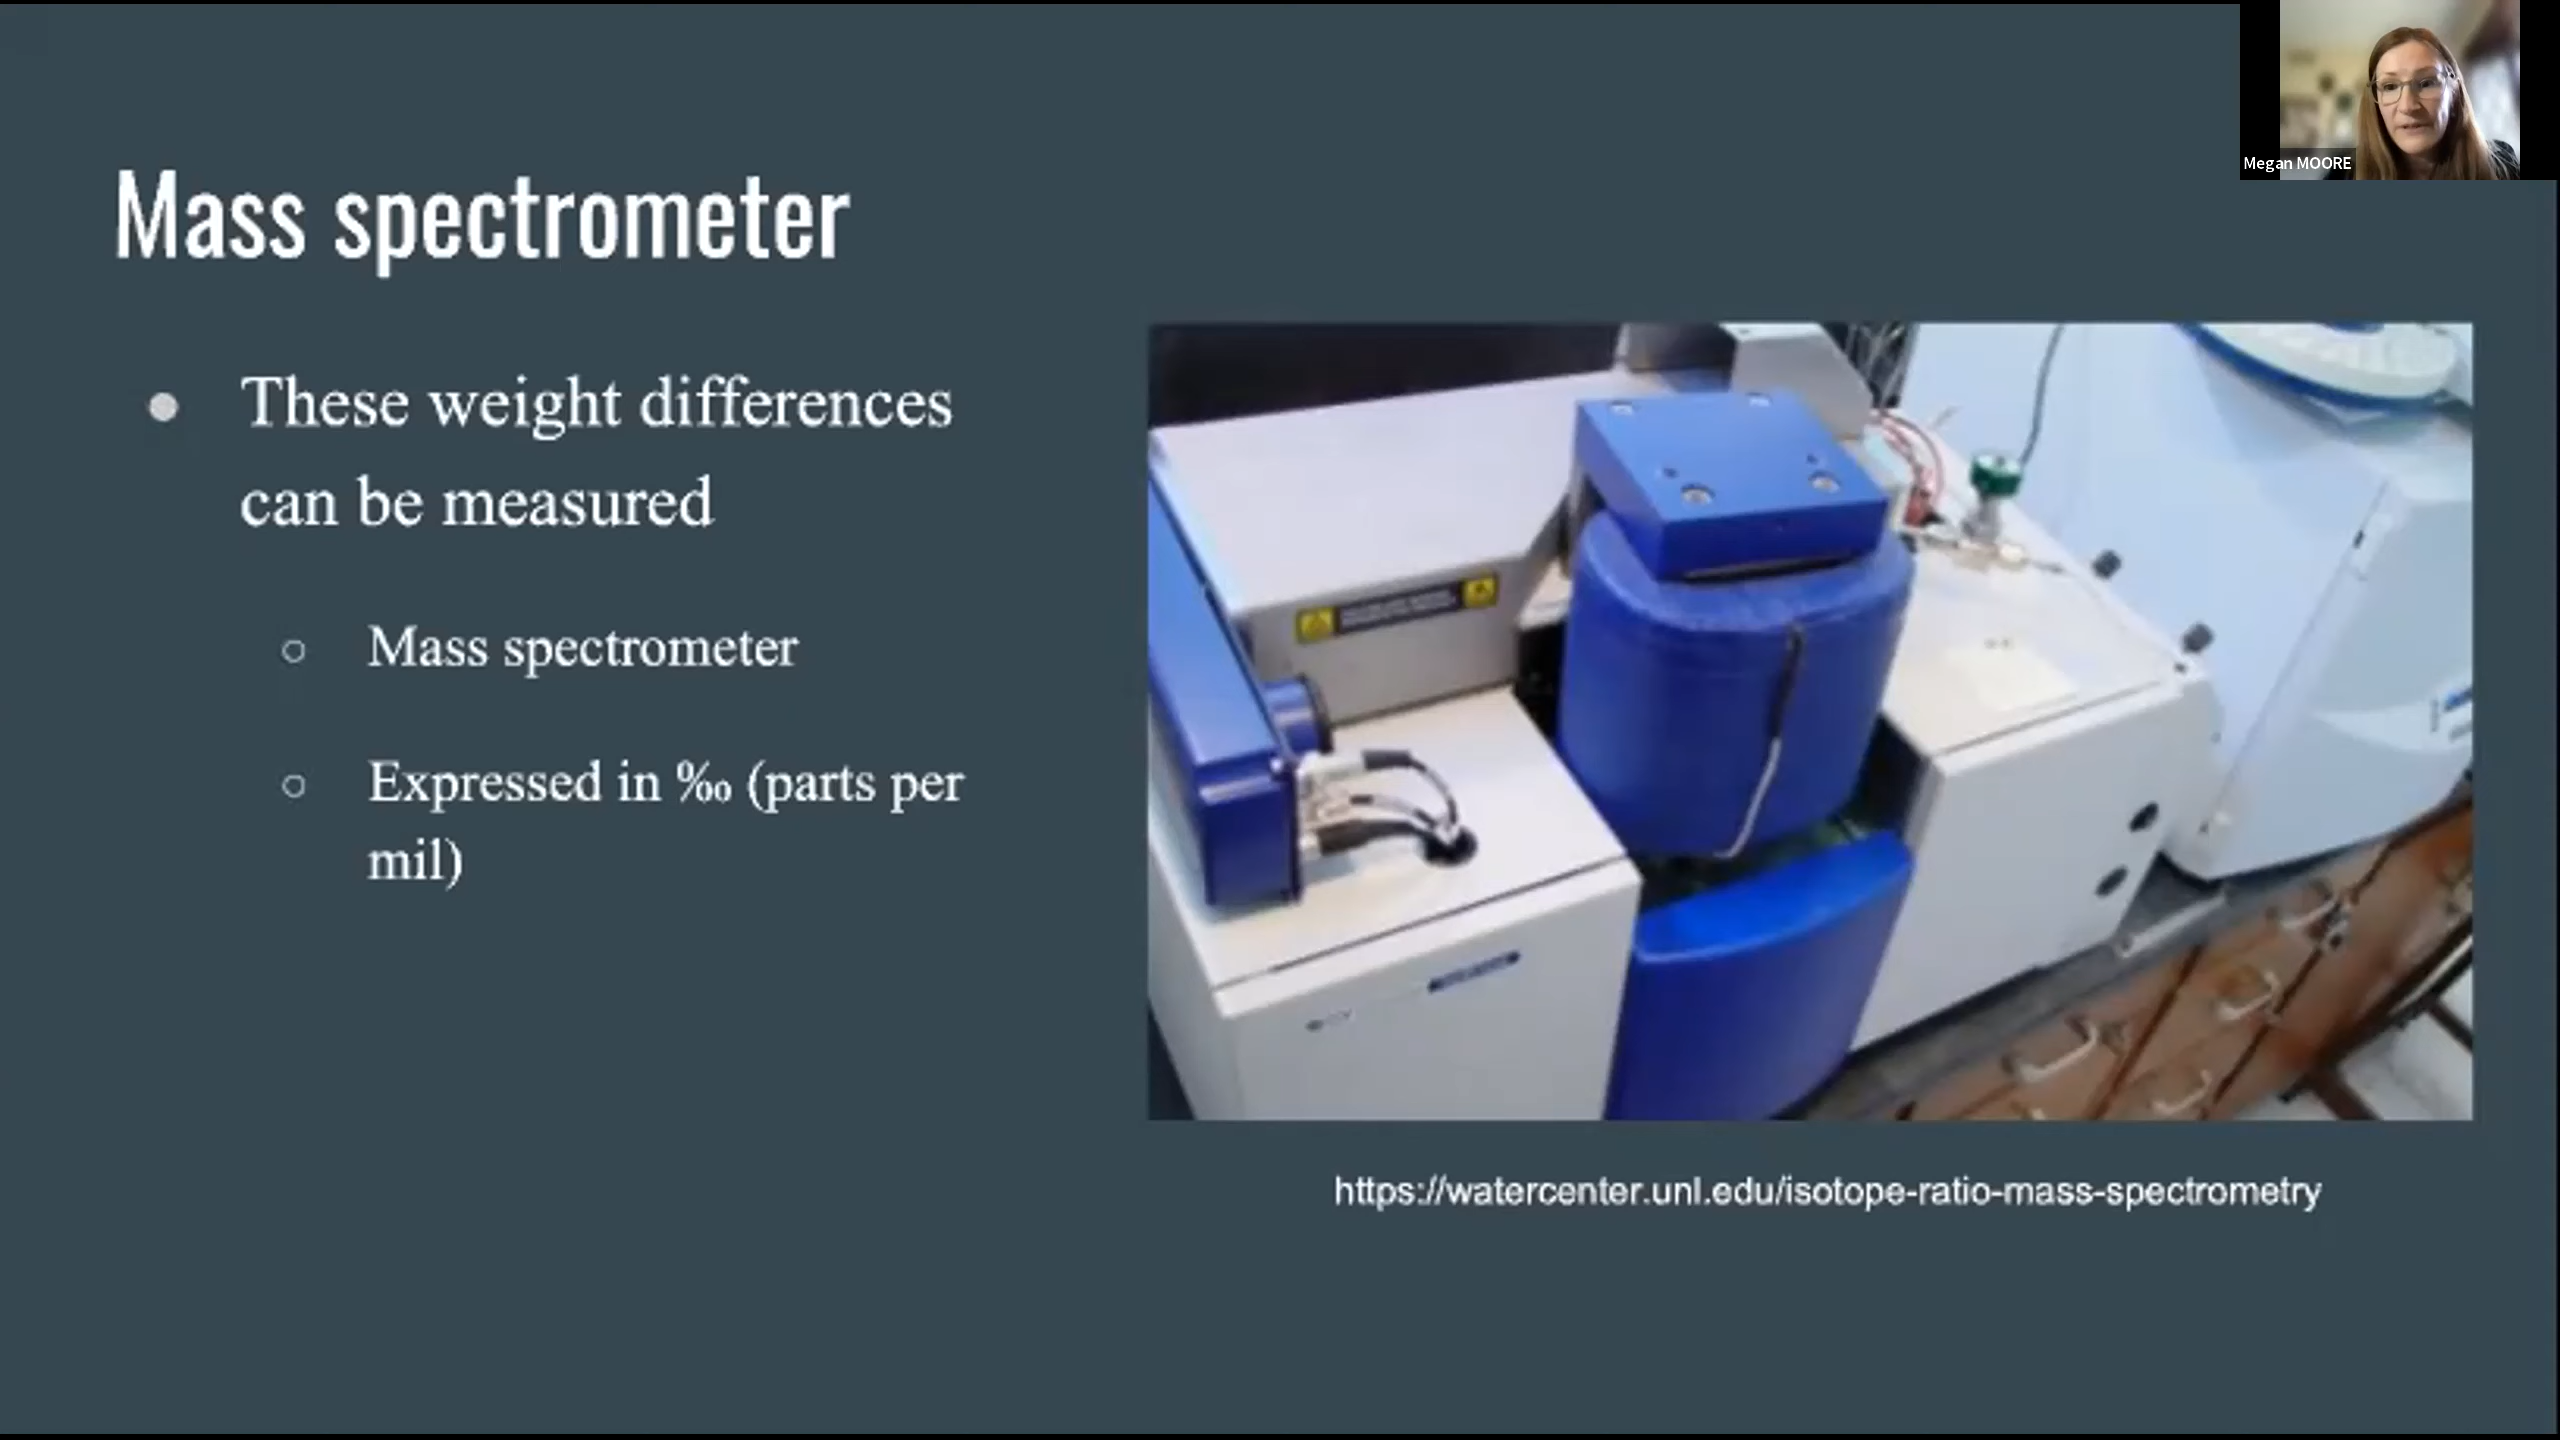 Megan MOORE
Mass spectrometer
● These weight differences
can be measured
○ Mass spectrometer
○ Expressed in ‰ (parts per
mil)
https://watercenter.unl.edu/isotope-ratio-mass-spectrometry